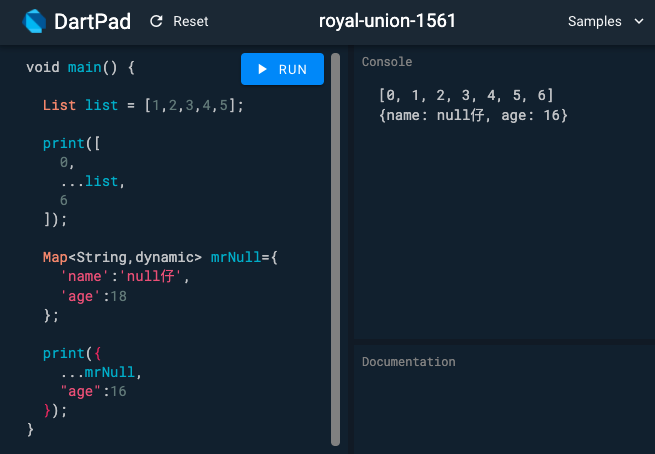 DartPad
Reset
royal-union-1561
Samples
void main() {
RUN
List list = [1,2,3,4,5];
print([
0,
...list,
6
]);
Map<String,dynamic> mrNull={
'name':'null仔',
'age':18
};
print({
...mrNull,
"age":16
});
}
Console
[0, 1, 2, 3, 4, 5, 6]
{name: null仔, age: 16}
Documentation